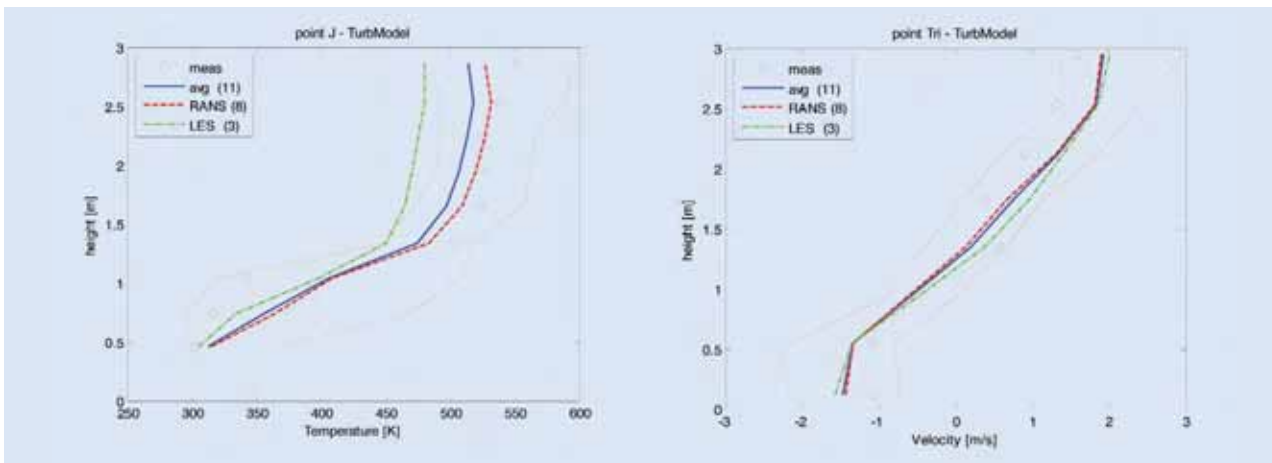 point J - TurbModel
3
2.5
2
1.5
1
0.5
0
height [m]
meas
avg (11)
RANS (8)
LES (3)
250 300 350 400 450 500 550 600
Temperature [K]
point Tri - TurbModel
3
2.5
2
1.5
1
0.5
0
height [m]
meas
avg (11)
RANS (8)
LES (3)
-3 -2 -1 0 1 2 3
Velocity [m/s]